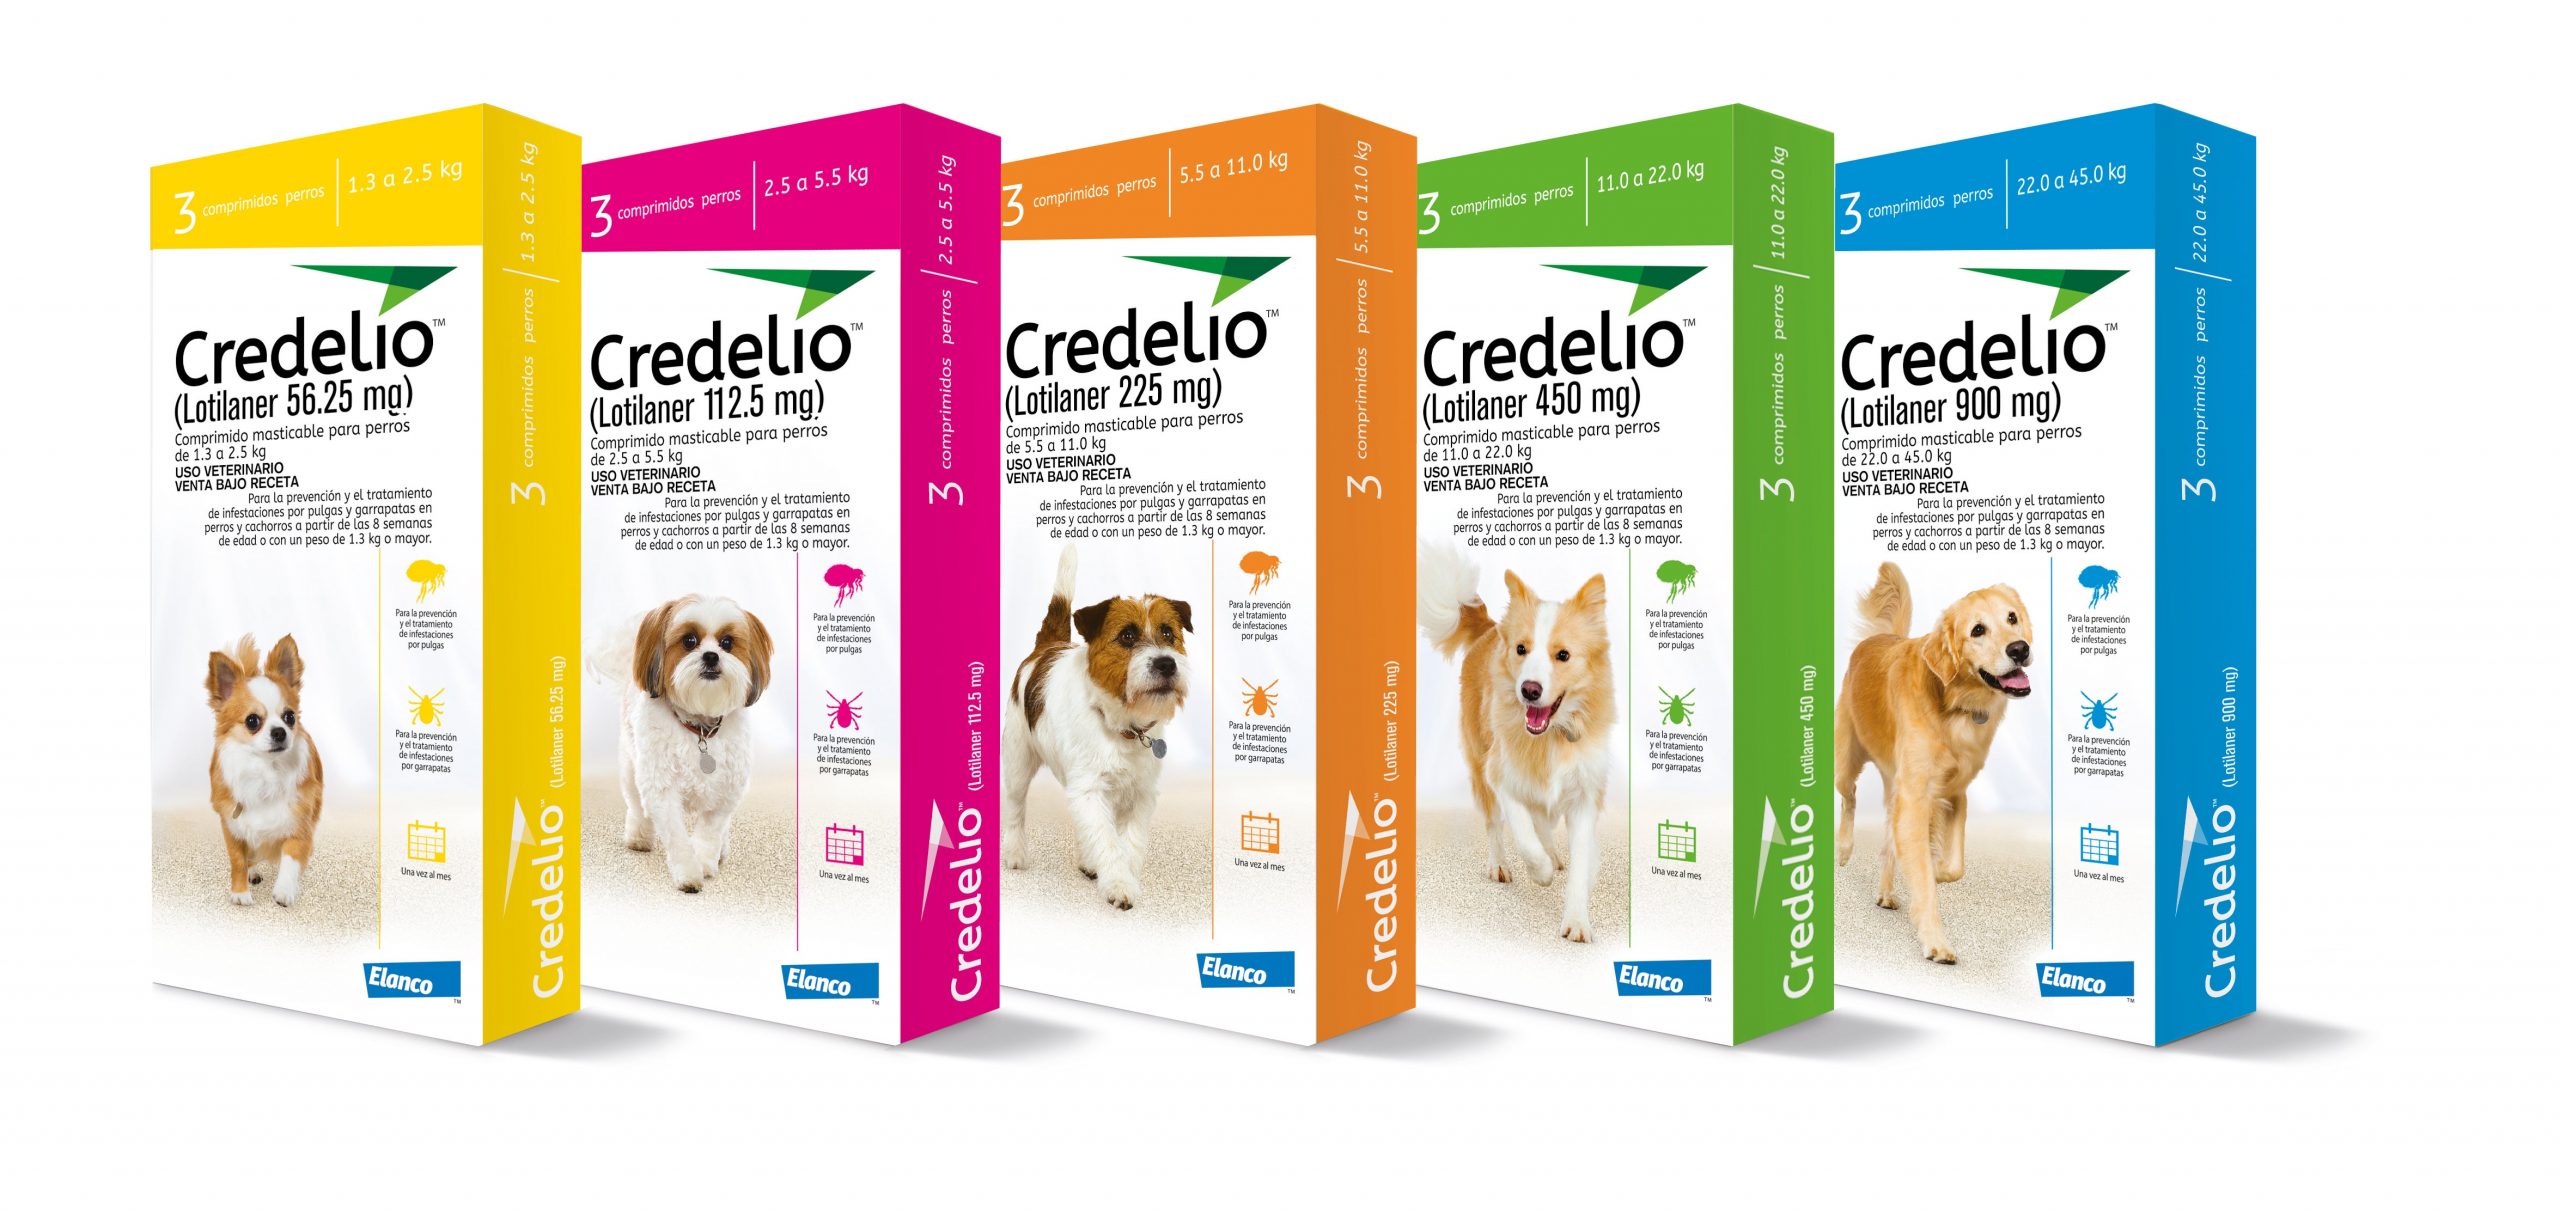 3 comprimidos perros | 1.3 a 2.5 kg
Credelio™
(Lotilaner 56.25 mg)
Comprimido masticable para perros
de 1.3 a 2.5 kg
USO VETERINARIO
VENTA BAJO RECETA
Para la prevención y el tratamiento
de infestaciones por pulgas y garrapatas en
perros y cachorros a partir de las 8 semanas
de edad o con un peso de 1.3 kg o mayor.
Para la prevención
y el tratamiento
de infestaciones
por pulgas
Para la prevención
y el tratamiento
de infestaciones
por garrapatas
Una vez al mes
Elanco™
Credelio™ (Lotilaner 56.25 mg) 3 comprimidos perros | 1.3 a 2.5 kg
3 comprimidos perros | 2.5 a 5.5 kg
Credelio™
(Lotilaner 112.5 mg)
Comprimido masticable para perros
de 2.5 a 5.5 kg
USO VETERINARIO
VENTA BAJO RECETA
Para la prevención y el tratamiento
de infestaciones por pulgas y garrapatas en
perros y cachorros a partir de las 8 semanas
de edad o con un peso de 1.3 kg o mayor.
Para la prevención
y el tratamiento
de infestaciones
por pulgas
Para la prevención
y el tratamiento
de infestaciones
por garrapatas
Una vez al mes
Elanco™
Credelio™ (Lotilaner 112.5 mg) 3 comprimidos perros | 2.5 a 5.5 kg
3 comprimidos perros | 5.5 a 11.0 kg
Credelio™
(Lotilaner 225 mg)
Comprimido masticable para perros
de 5.5 a 11.0 kg
USO VETERINARIO
VENTA BAJO RECETA
Para la prevención y el tratamiento
de infestaciones por pulgas y garrapatas en
perros y cachorros a partir de las 8 semanas
de edad o con un peso de 1.3 kg o mayor.
Para la prevención
y el tratamiento
de infestaciones
por pulgas
Para la prevención
y el tratamiento
de infestaciones
por garrapatas
Una vez al mes
Elanco™
Credelio™ (Lotilaner 225 mg) 3 comprimidos perros | 5.5 a 11.0 kg
3 comprimidos perros | 11.0 a 22.0 kg
Credelio™
(Lotilaner 450 mg)
Comprimido masticable para perros
de 11.0 a 22.0 kg
USO VETERINARIO
VENTA BAJO RECETA
Para la prevención y el tratamiento
de infestaciones por pulgas y garrapatas en
perros y cachorros a partir de las 8 semanas
de edad o con un peso de 1.3 kg o mayor.
Para la prevención
y el tratamiento
de infestaciones
por pulgas
Para la prevención
y el tratamiento
de infestaciones
por garrapatas
Una vez al mes
Elanco™
Credelio™ (Lotilaner 450 mg) 3 comprimidos perros | 11.0 a 22.0 kg
3 comprimidos perros | 22.0 a 45.0 kg
Credelio™
(Lotilaner 900 mg)
Comprimido masticable para perros
de 22.0 a 45.0 kg
USO VETERINARIO
VENTA BAJO RECETA
Para la prevención y el tratamiento
de infestaciones por pulgas y garrapatas en
perros y cachorros a partir de las 8 semanas
de edad o con un peso de 1.3 kg o mayor.
Para la prevención
y el tratamiento
de infestaciones
por pulgas
Para la prevención
y el tratamiento
de infestaciones
por garrapatas
Una vez al mes
Elanco™
Credelio™ (Lotilaner 900 mg) 3 comprimidos perros | 22.0 a 45.0 kg